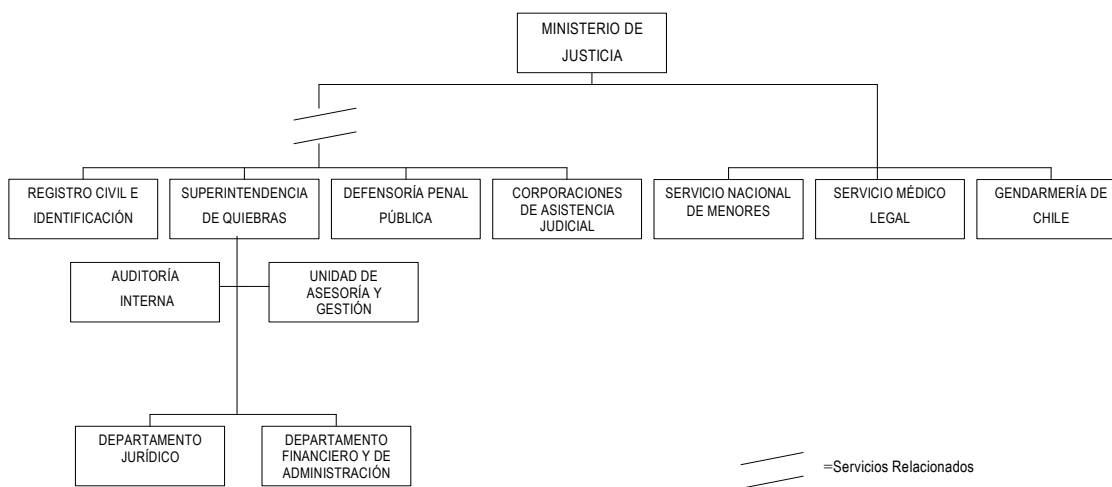 MINISTERIO DE
JUSTICIA
REGISTRO CIVIL E
IDENTIFICACIÓN
SUPERINTENDENCIA
DE QUIEBRAS
DEFENSORÍA PENAL
PÚBLICA
CORPORACIONES
DE ASISTENCIA
JUDICIAL
SERVICIO NACIONAL
DE MENORES
SERVICIO MÉDICO
LEGAL
GENDARMERÍA DE
CHILE
AUDITORÍA
INTERNA
UNIDAD DE
ASESORÍA Y
GESTIÓN
DEPARTAMENTO
JURÍDICO
DEPARTAMENTO
FINANCIERO Y DE
ADMINISTRACIÓN
=Servicios Relacionados